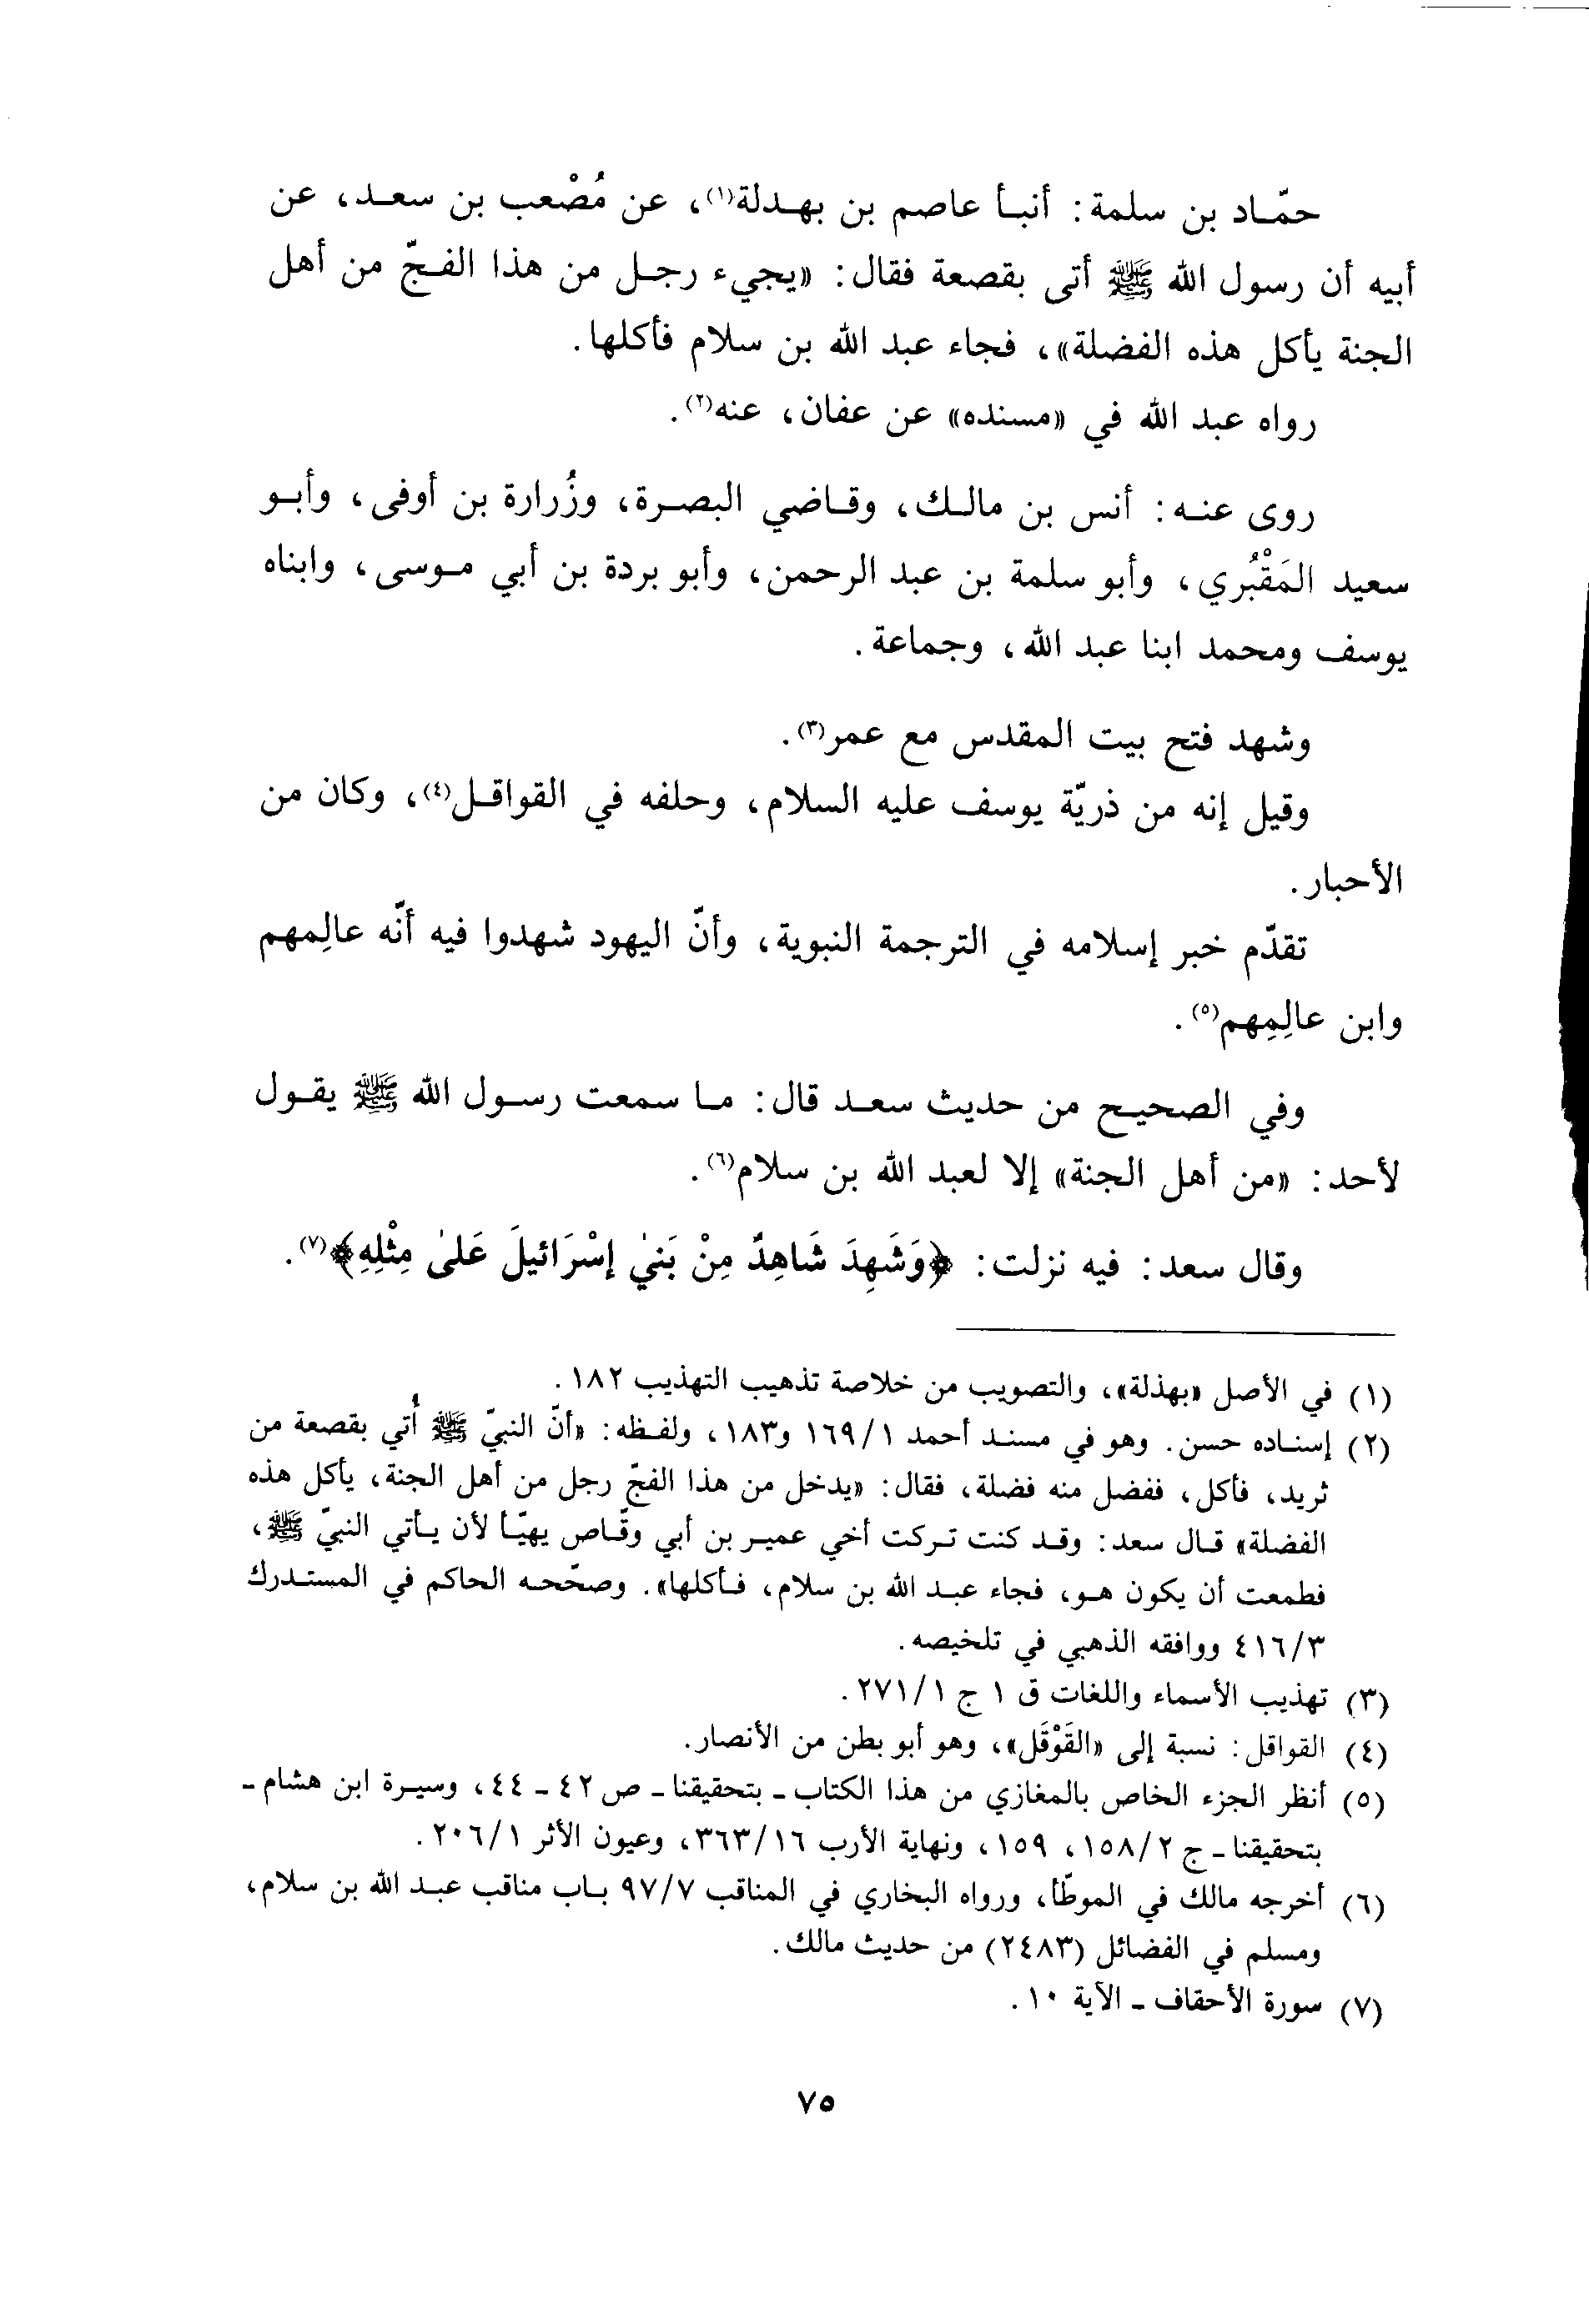 حمّاد بن سلمة: أنبأ عاصم بن بهدلة(١)، عن مُصْعب بن سعد، عن
أبيه أن رسول الله ﷺ أتى بقصعة فقال: «يجيء رجل من هذا الفجّ من أهل
الجنة يأكل هذه الفضلة»، فجاء عبد الله بن سلام فأكلها.
رواه عبد الله في «مسنده» عن عفان، عنه(٢).
روى عنه: أنس بن مالك، وقاضي البصرة، وزُرارة بن أوفى، وأبو
سعيد المَقْبُري، وأبو سلمة بن عبد الرحمن، وأبو بردة بن أبي موسى، وابناه
يوسف ومحمد ابنا عبد الله، وجماعة.
وشهد فتح بيت المقدس مع عمر(٣).
وقيل إنه من ذريّة يوسف عليه السلام، وحلفه في القواقل(٤)، وكان من
الأحبار.
تقدّم خبر إسلامه في الترجمة النبوية، وأنّ اليهود شهدوا فيه أنّه عالِمهم
وابن عالِمِهم(٥).
وفي الصحيح من حديث سعد قال: ما سمعت رسول الله ﷺ يقول
لأحد: «من أهل الجنة» إلا لعبد الله بن سلام(٦).
وقال سعد: فيه نزلت: ﴿وَشَهِدَ شَاهِدٌ مِنْ بَنيٰ إسْرَائيلَ عَلىٰ مِثْلِهِ﴾(٧).
(١) في الأصل «بهذلة»، والتصويب من خلاصة تذهيب التهذيب ١٨٢.
(٢) إسناده حسن. وهو في مسند أحمد ١/ ١٦٩ و١٨٣، ولفظه: «أنّ النبيّ ﷺ أُتي بقصعة من
ثريد، فأكل، ففضل منه فضلة، فقال: «يدخل من هذا الفجّ رجل من أهل الجنة، يأكل هذه
الفضلة» قال سعد: وقد كنت تركت أخي عمير بن أبي وقّاص يهيّأ لأن يأتي النبيّ ﷺ،
فطمعت أن يكون هو، فجاء عبد الله بن سلام، فأكلها». وصحّحه الحاكم في المستدرك
٣/ ٤١٦ ووافقه الذهبي في تلخيصه.
(٣) تهذيب الأسماء واللغات ق ١ ج ١/ ٢٧١.
(٤) القواقل: نسبة إلى «القَوْقَل»، وهو أبو بطن من الأنصار.
(٥) أنظر الجزء الخاص بالمغازي من هذا الكتاب ـ بتحقيقنا ـ ص ٤٢ ـ ٤٤، وسيرة ابن هشام ـ
بتحقيقنا ـ ج ٢/ ١٥٨، ١٥٩، ونهاية الأرب ١٦/ ٣٦٣، وعيون الأثر ١/ ٢٠٦.
(٦) أخرجه مالك في الموطّأ، ورواه البخاري في المناقب ٧/ ٩٧ باب مناقب عبد الله بن سلام،
ومسلم في الفضائل (٢٤٨٣) من حديث مالك.
(٧) سورة الأحقاف ـ الآية ١٠.
٧٥